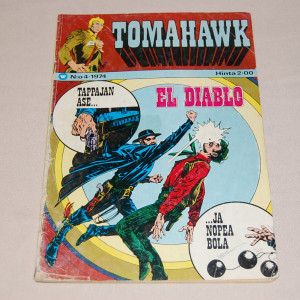 TOMAHAWK
No 4-1974
Hinta 2:00
TAPPAJAN
ASE...
EL DIABLO
...JA
NOPEA
BOLA